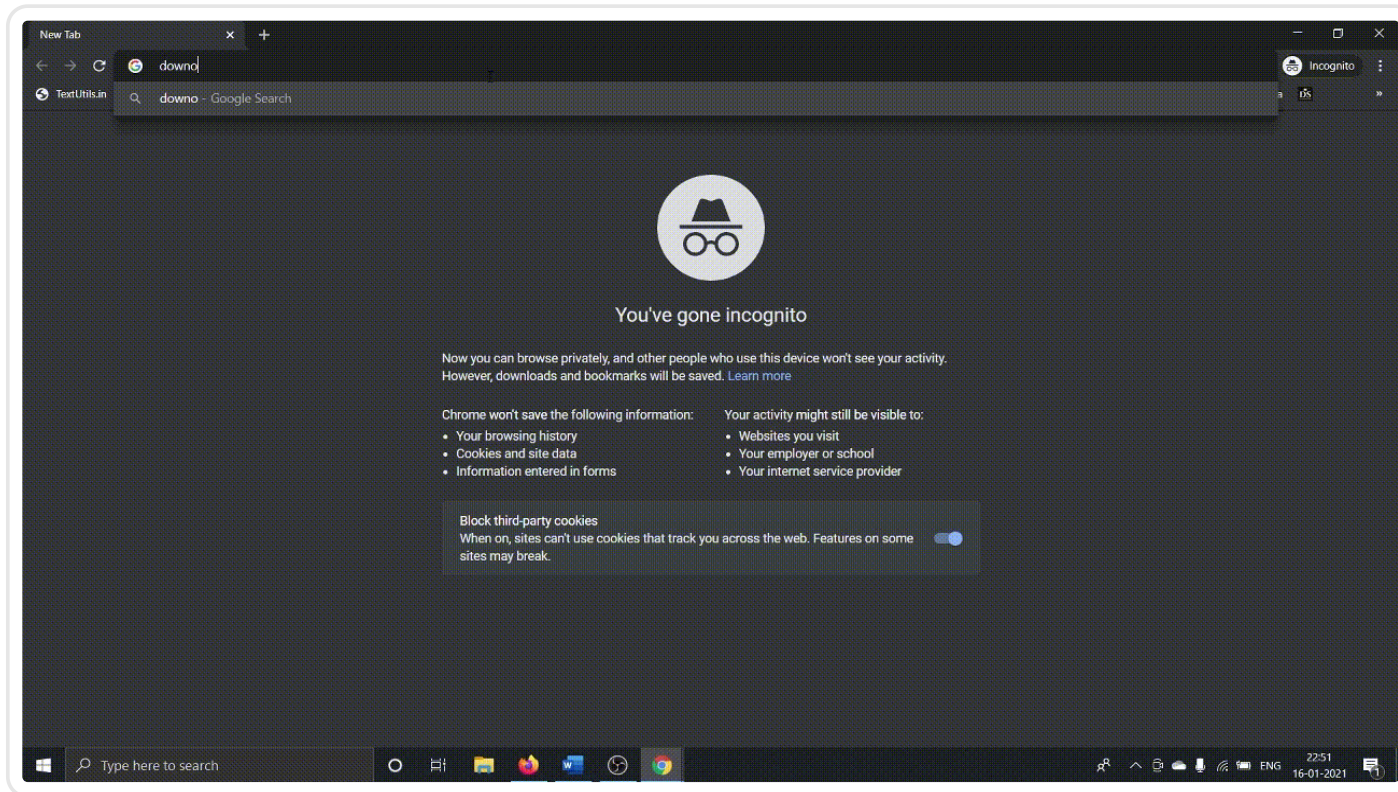 New Tab
downo
Incognito
TextUtils.in
downo - Google Search
DS
You've gone incognito
Now you can browse privately, and other people who use this device won't see your activity.
However, downloads and bookmarks will be saved. Learn more
Chrome won't save the following information:
Your browsing history
Cookies and site data
Information entered in forms
Your activity might still be visible to:
Websites you visit
Your employer or school
Your internet service provider
Block third-party cookies
When on, sites can't use cookies that track you across the web. Features on some
sites may break.
Type here to search
ENG
22:51
16-01-2021
1